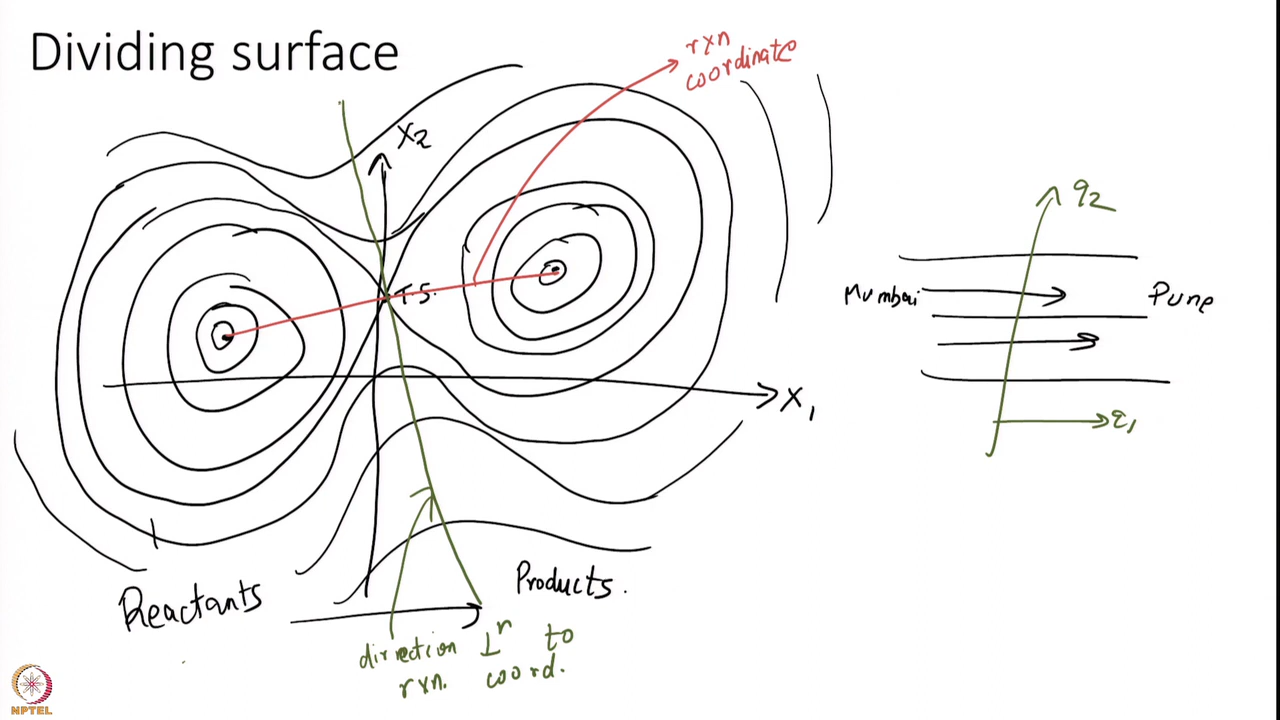 Dividing surface
rxn
coordinate
X2
T.S.
X1
Reactants
Products.
direction ⊥r to
rxn. coord.
q2
Mumbai
Pune
q1
NPTEL